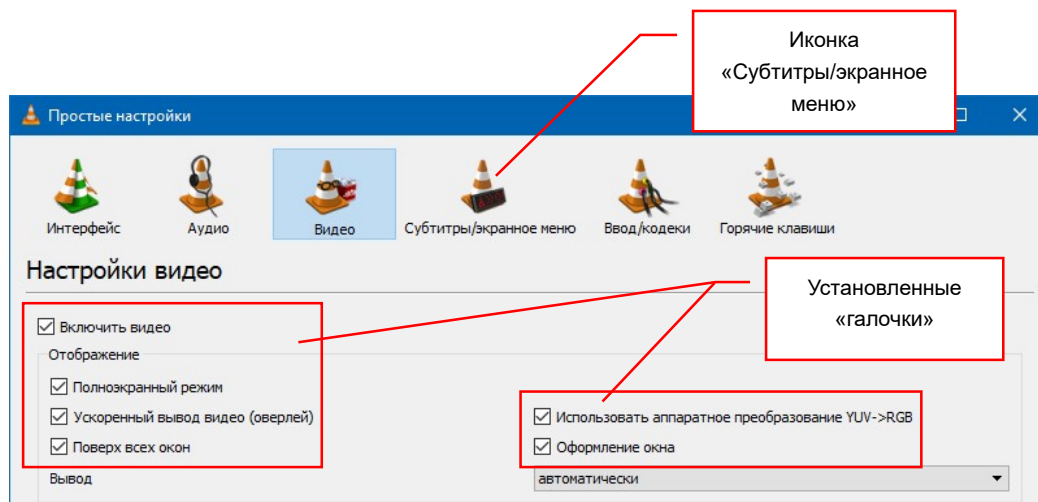 Иконка
«Субтитры/экранное
меню»
Простые настройки
Интерфейс
Аудио
Видео
Субтитры/экранное меню
Ввод/кодеки
Горячие клавиши
Настройки видео
Установленные
«галочки»
Включить видео
Отображение
Полноэкранный режим
Ускоренный вывод видео (оверлей)
Использовать аппаратное преобразование YUV->RGB
Поверх всех окон
Оформление окна
Вывод
автоматически